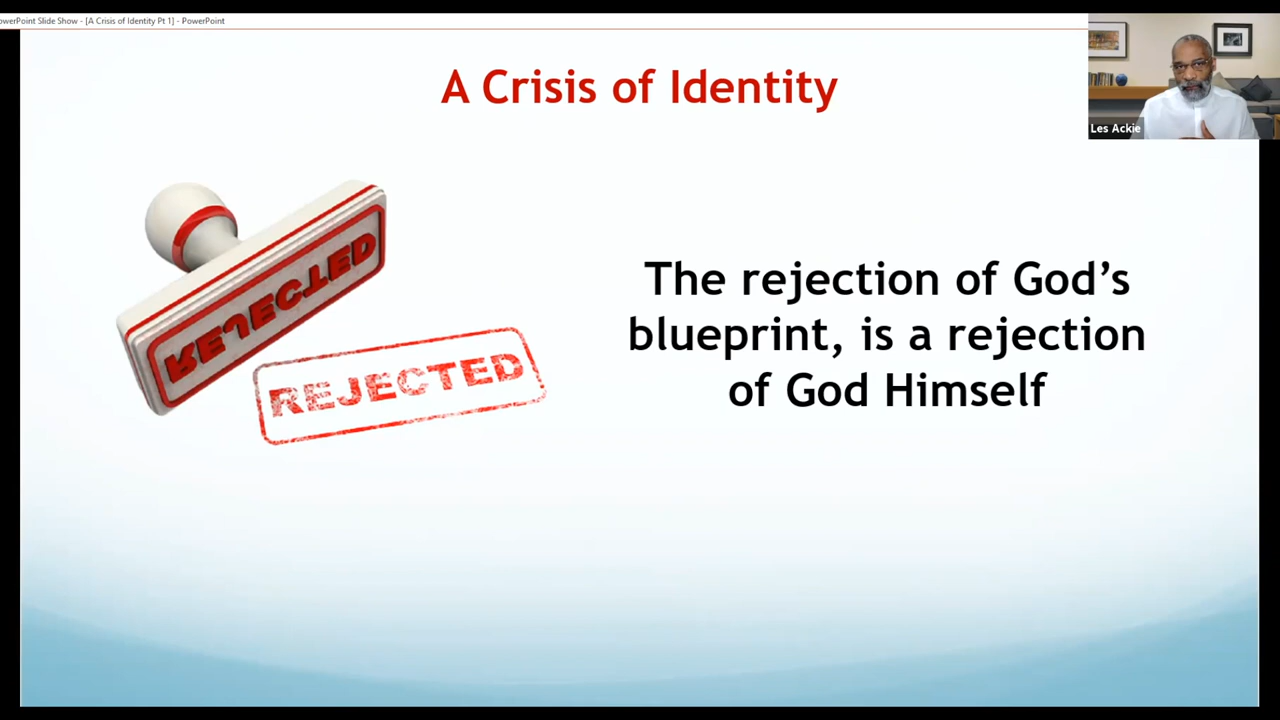 owerPoint Slide Show - [A Crisis of Identity Pt 1] - PowerPoint
A Crisis of Identity
Les Ackie
REJECTED
REJECTED
The rejection of God’s
blueprint, is a rejection
of God Himself